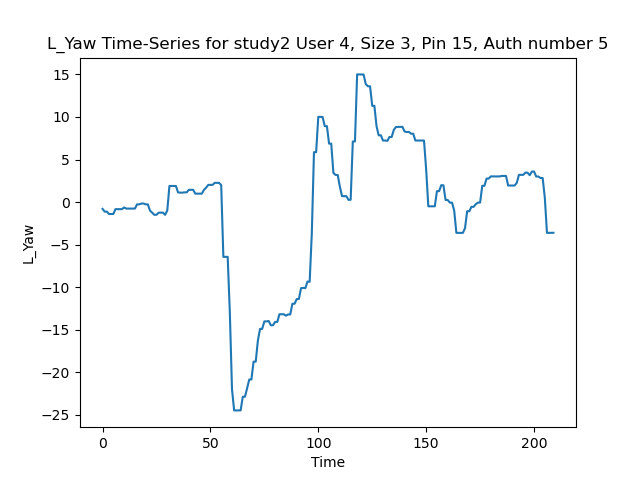 L_Yaw Time-Series for study2 User 4, Size 3, Pin 15, Auth number 5
15
10
5
0
−5
−10
−15
−20
−25
L_Yaw
0 50 100 150 200
Time